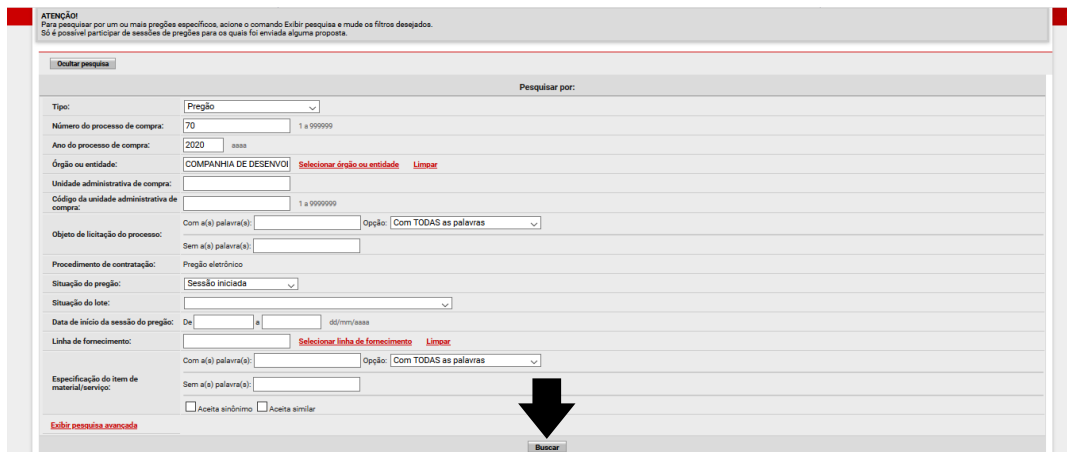 ATENÇÃO!
Para pesquisar por um ou mais pregões específicos, acione o comando Exibir pesquisa e mude os filtros desejados.
Só é possível participar de sessões de pregões para os quais foi enviada alguma proposta.
Ocultar pesquisa
Pesquisar por:
Tipo: Pregão
Número do processo de compra: 70 1 a 999999
Ano do processo de compra: 2020 aaaa
Órgão ou entidade: COMPANHIA DE DESENVOI Selecionar órgão ou entidade Limpar
Unidade administrativa de compra:
Código da unidade administrativa de compra: 1 a 9999999
Objeto de licitação do processo: Com a(s) palavra(s): Opção: Com TODAS as palavras
Sem a(s) palavra(s):
Procedimento de contratação: Pregão eletrônico
Situação do pregão: Sessão iniciada
Situação do lote:
Data de início da sessão do pregão: De a dd/mm/aaaa
Linha de fornecimento: Selecionar linha de fornecimento Limpar
Especificação do item de material/serviço: Com a(s) palavra(s): Opção: Com TODAS as palavras
Sem a(s) palavra(s):
Aceita sinônimo Aceita similar
Exibir pesquisa avançada
Buscar